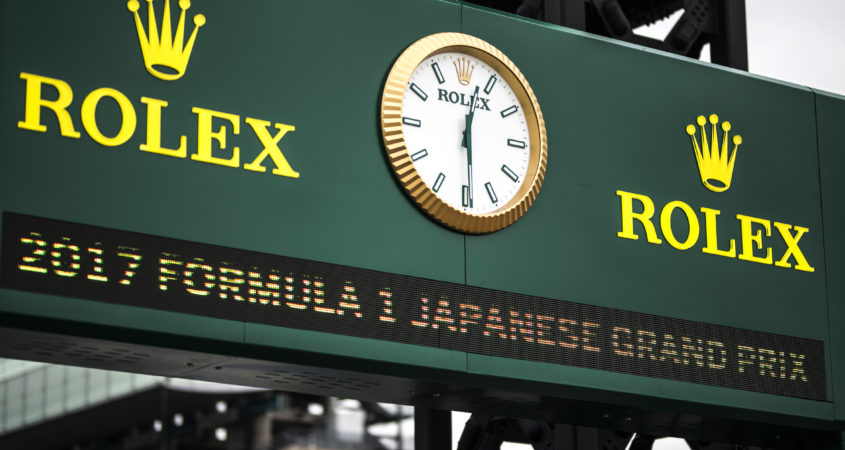 ROLEX
ROLEX
ROLEX
2017 FORMULA 1 JAPANESE GRAND PRIX